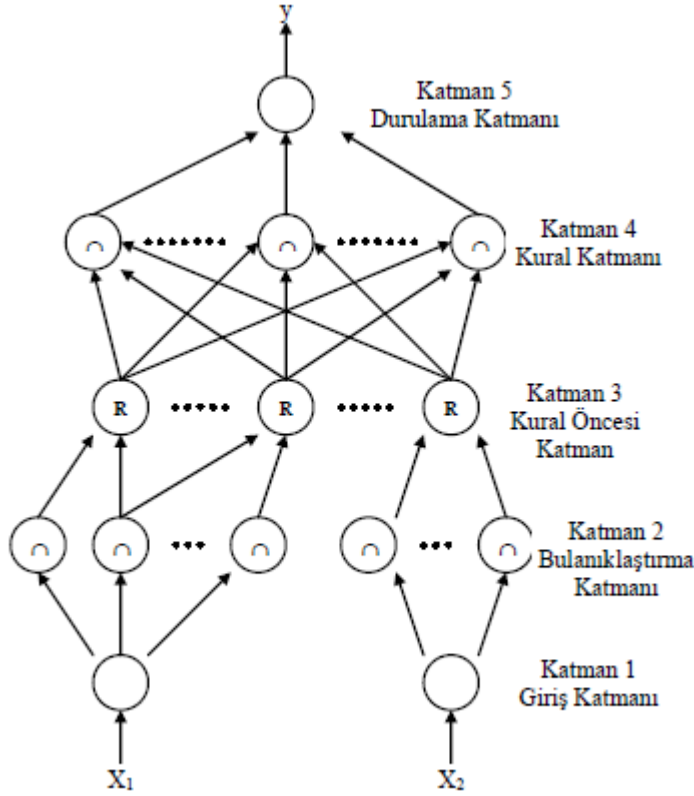 y
Katman 5
Durulama Katmanı
Katman 4
Kural Katmanı
R
R
R
Katman 3
Kural Öncesi
Katman
Katman 2
Bulanıklaştırma
Katmanı
Katman 1
Giriş Katmanı
X₁
X₂